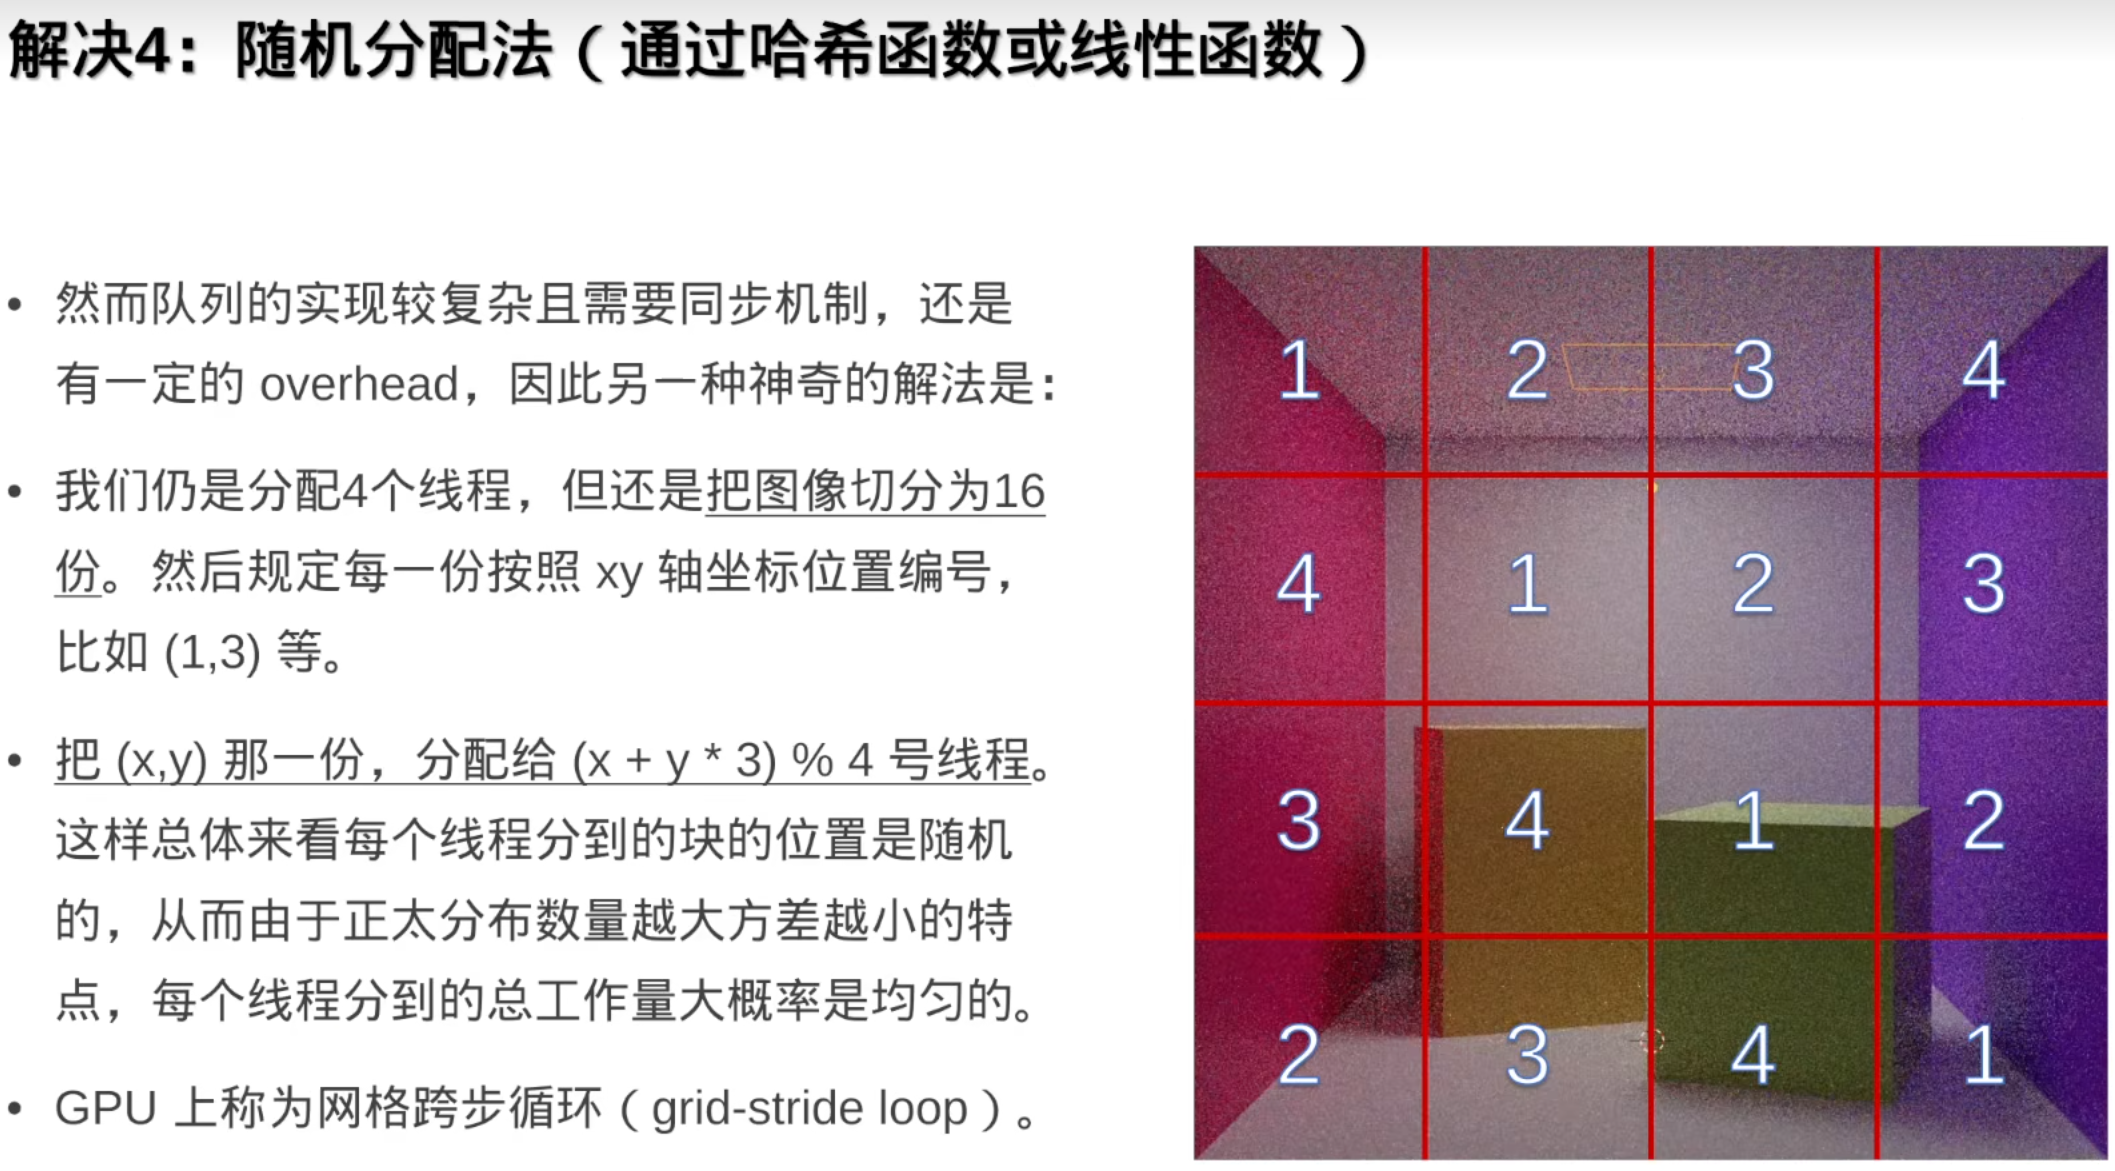 解决4：随机分配法（通过哈希函数或线性函数）
• 然而队列的实现较复杂且需要同步机制，还是
有一定的 overhead，因此另一种神奇的解法是：
• 我们仍是分配4个线程，但还是把图像切分为16
份。然后规定每一份按照 xy 轴坐标位置编号，
比如 (1,3) 等。
• 把 (x,y) 那一份，分配给 (x + y * 3) % 4 号线程。
这样总体来看每个线程分到的块的位置是随机
的，从而由于正太分布数量越大方差越小的特
点，每个线程分到的总工作量大概率是均匀的。
• GPU 上称为网格跨步循环（grid-stride loop）。
1 2 3 4
4 1 2 3
3 4 1 2
2 3 4 1